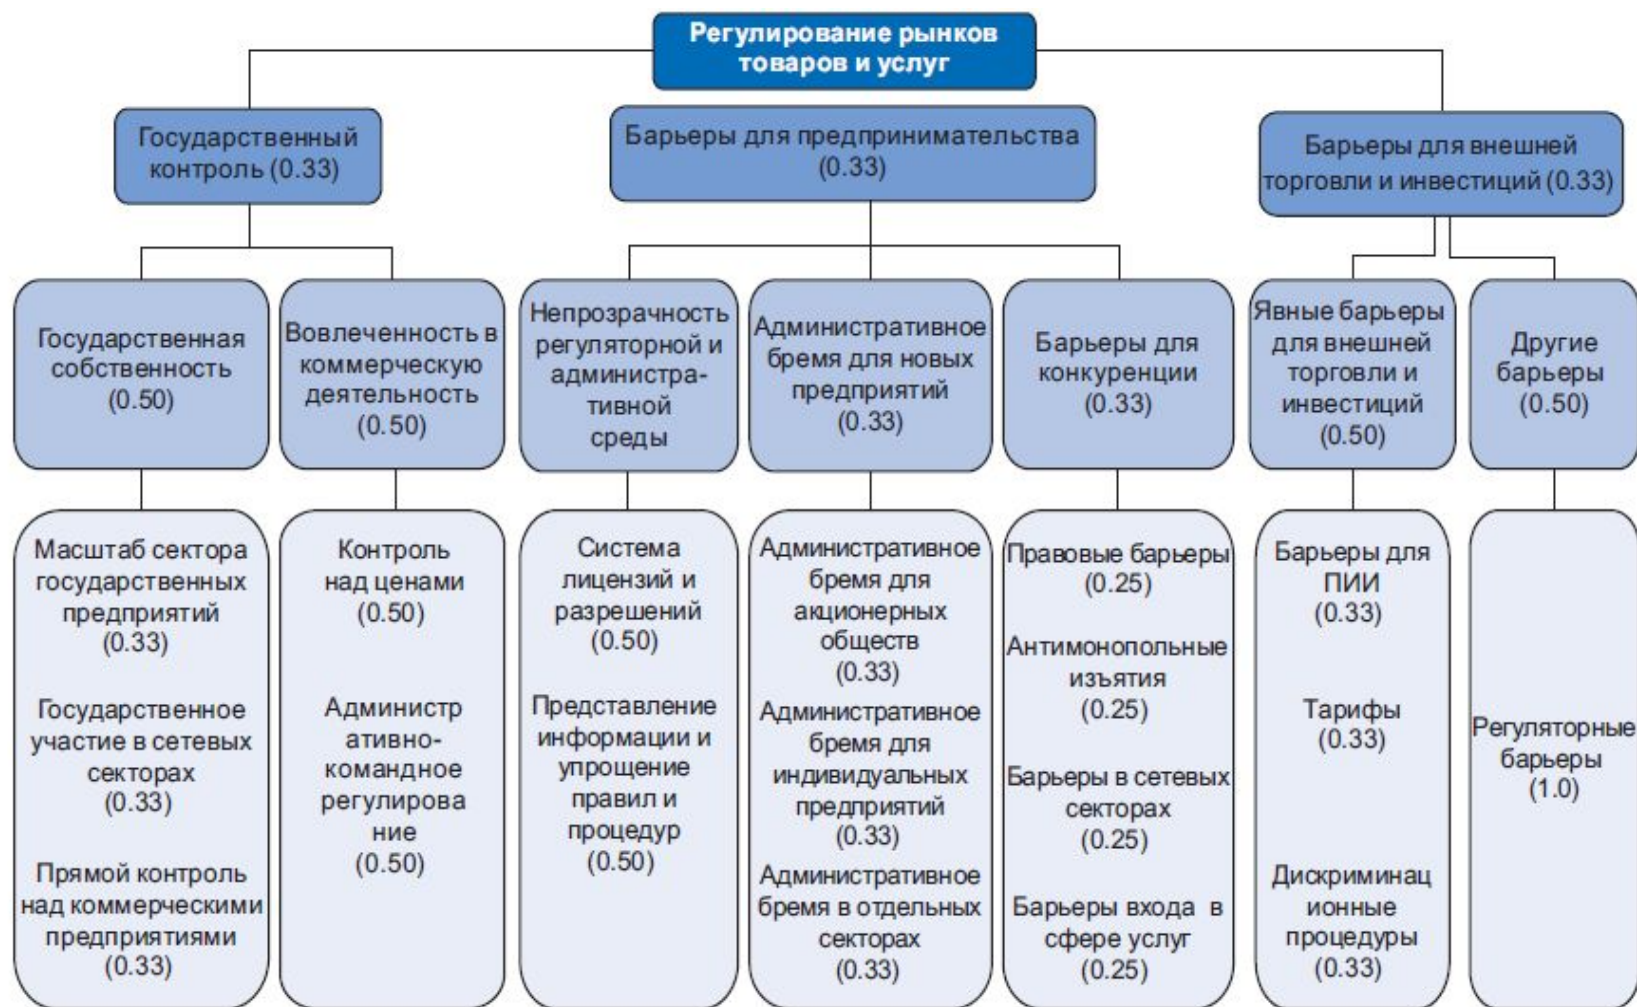 Регулирование рынков
товаров и услуг
Государственный
контроль (0.33)
Барьеры для предпринимательства
(0.33)
Барьеры для внешней
торговли и инвестиций (0.33)
Государственная
собственность
(0.50)
Вовлеченность в
коммерческую
деятельность
(0.50)
Непрозрачность
регуляторной и
администра-
тивной
среды
Административное
бремя для новых
предприятий
(0.33)
Барьеры для
конкуренции
(0.33)
Явные барьеры
для внешней
торговли и
инвестиций
(0.50)
Другие
барьеры
(0.50)
Масштаб сектора
государственных
предприятий
(0.33)
Государственное
участие в сетевых
секторах
(0.33)
Прямой контроль
над коммерческими
предприятиями
(0.33)
Контроль
над ценами
(0.50)
Администр
ативно-
командное
регулирова
ние
(0.50)
Система
лицензий и
разрешений
(0.50)
Представление
информации и
упрощение
правил и
процедур
(0.50)
Административное
бремя для
акционерных
обществ
(0.33)
Административное
бремя для
индивидуальных
предприятий
(0.33)
Административное
бремя в отдельных
секторах
(0.33)
Правовые барьеры
(0.25)
Антимонопольные
изъятия
(0.25)
Барьеры в сетевых
секторах
(0.25)
Барьеры входа в
сфере услуг
(0.25)
Барьеры для
ПИИ
(0.33)
Тарифы
(0.33)
Дискриминац
ионные
процедуры
(0.33)
Регуляторные
барьеры
(1.0)